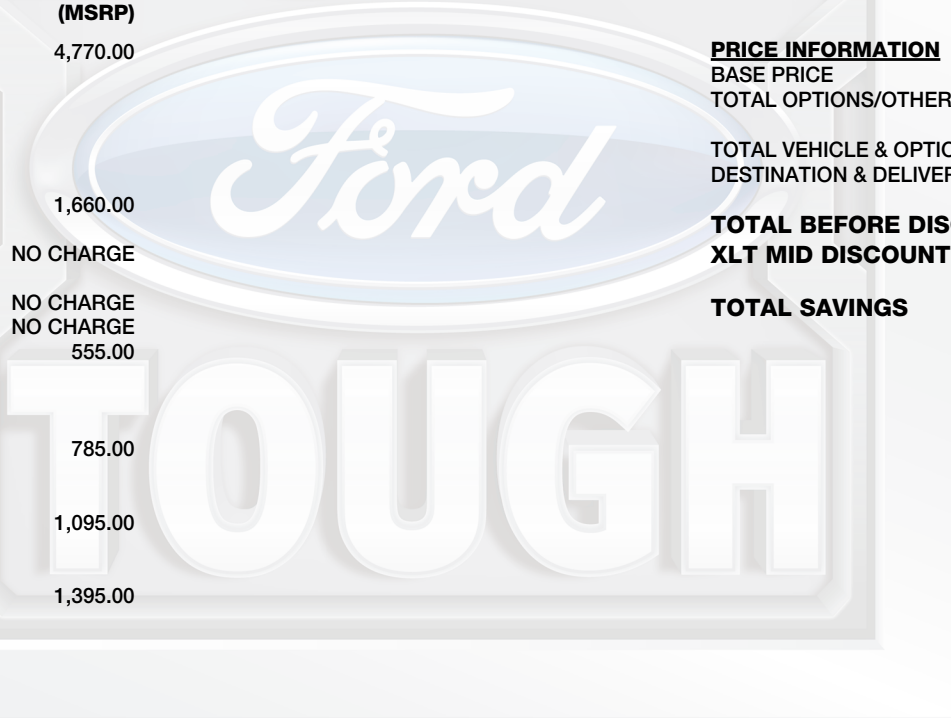 (MSRP)
4,770.00
1,660.00
NO CHARGE
NO CHARGE
NO CHARGE
555.00
785.00
1,095.00
1,395.00
Ford
TOUGH
PRICE INFORMATION
BASE PRICE
TOTAL OPTIONS/OTHER
TOTAL VEHICLE & OPTIO
DESTINATION & DELIVER
TOTAL BEFORE DIS
XLT MID DISCOUNT
TOTAL SAVINGS